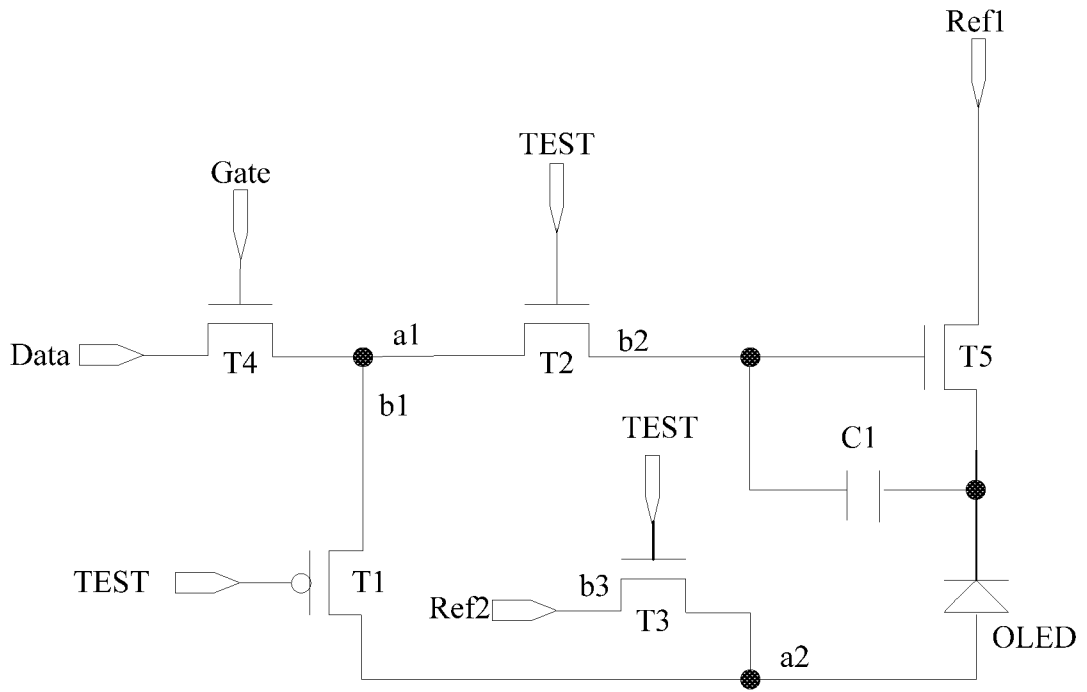 Ref1
TEST
Gate
Data
T4
a1
T2
b2
T5
b1
TEST
C1
TEST
T1
b3
Ref2
T3
OLED
a2